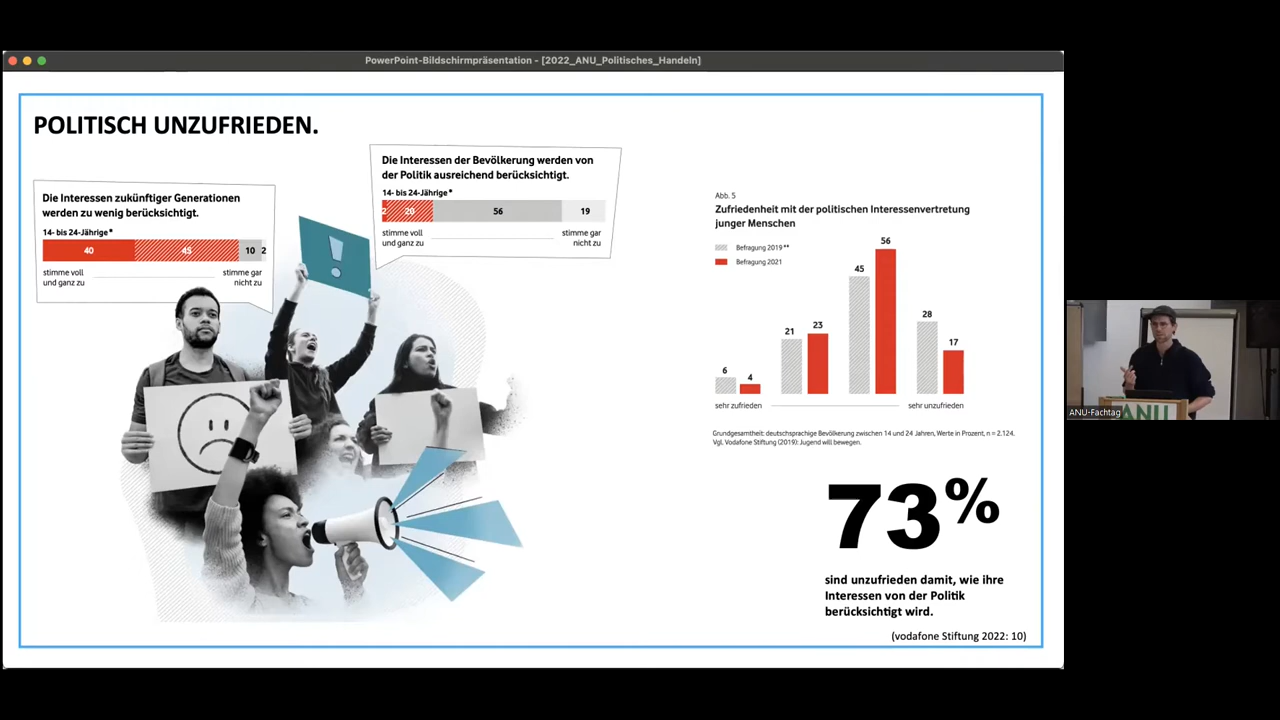 PowerPoint-Bildschirmpräsentation - [2022_ANU_Politisches_Handeln]
POLITISCH UNZUFRIEDEN.
Die Interessen der Bevölkerung werden von
der Politik ausreichend berücksichtigt.
14- bis 24-Jährige*
2 20 56 19
stimme voll
und ganz zu
stimme gar
nicht zu
Die Interessen zukünftiger Generationen
werden zu wenig berücksichtigt.
14- bis 24-Jährige*
40 45 10 2
stimme voll
und ganz zu
stimme gar
nicht zu
!
Abb. 5
Zufriedenheit mit der politischen Interessenvertretung
junger Menschen
Befragung 2019**
Befragung 2021
6 4 21 23 45 56 28 17
sehr zufrieden
sehr unzufrieden
Grundgesamtheit: deutschsprachige Bevölkerung zwischen 14 und 24 Jahren, Werte in Prozent, n = 2.124.
Vgl. Vodafone Stiftung (2019): Jugend will bewegen.
73%
sind unzufrieden damit, wie ihre
Interessen von der Politik
berücksichtigt wird.
(vodafone Stiftung 2022: 10)
ANU-Fachtag
ANU